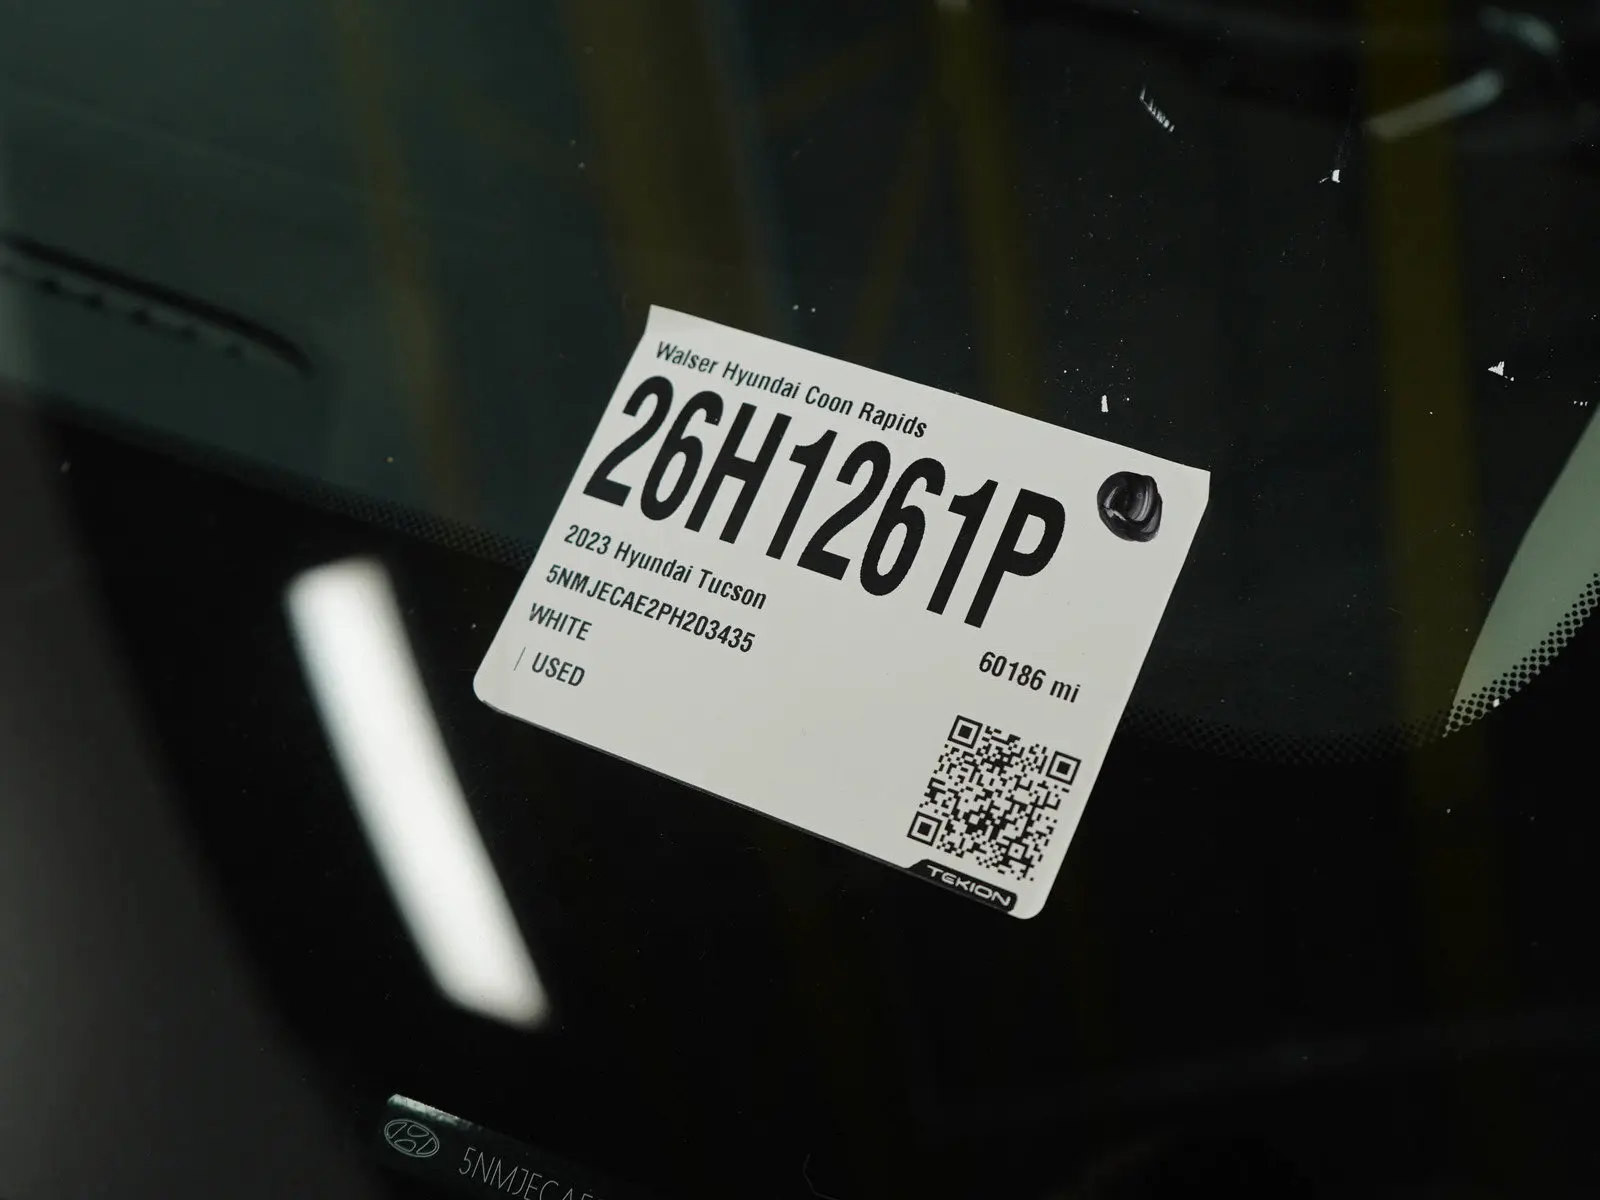 Walser Hyundai Coon Rapids
26H1261P
2023 Hyundai Tucson
5NMJECAE2PH203435
WHITE
| USED
60186 mi
TEKION
5NMJECAE